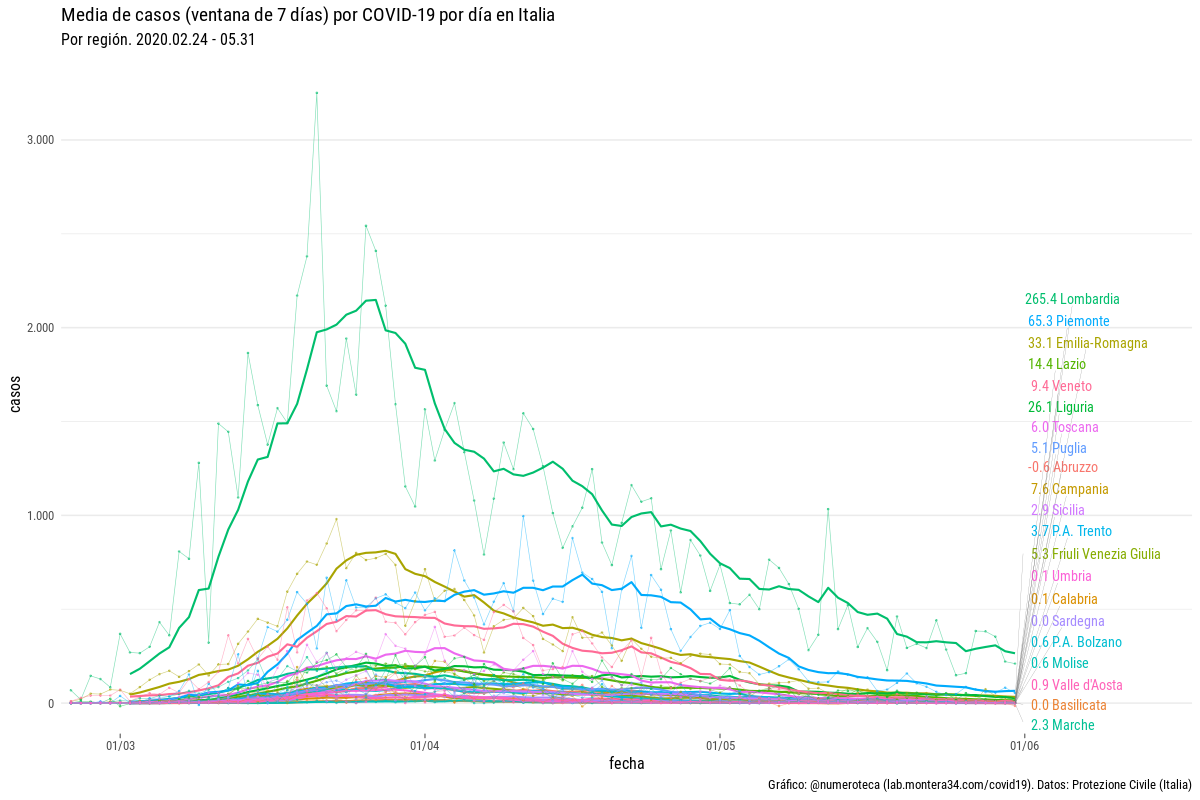 Media de casos (ventana de 7 días) por COVID-19 por día en Italia
Por región. 2020.02.24 - 05.31
casos
3.000
2.000
1.000
0
265.4 Lombardia
65.3 Piemonte
33.1 Emilia-Romagna
14.4 Lazio
9.4 Veneto
26.1 Liguria
6.0 Toscana
5.1 Puglia
-0.6 Abruzzo
7.6 Campania
2.9 Sicilia
3.7 P.A. Trento
5.3 Friuli Venezia Giulia
0.1 Umbria
0.1 Calabria
0.0 Sardegna
0.6 P.A. Bolzano
0.6 Molise
0.9 Valle d'Aosta
0.0 Basilicata
2.3 Marche
01/03
01/04
01/05
01/06
fecha
Gráfico: @numeroteca (lab.montera34.com/covid19). Datos: Protezione Civile (Italia)